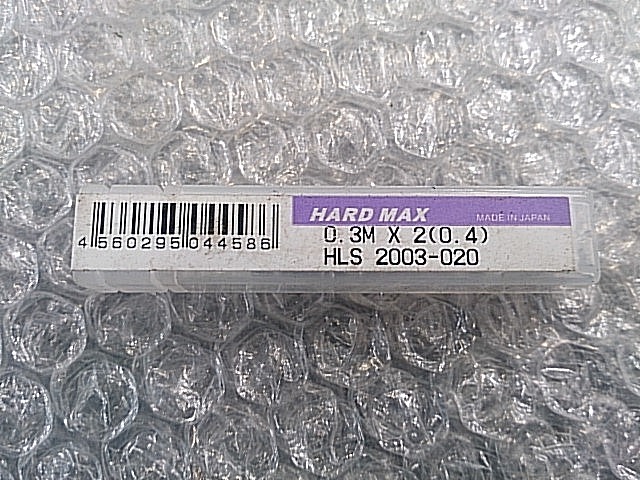 HARD MAX
MADE IN JAPAN
0.3M X 2(0.4)
HLS 2003-020
4 560295 044586